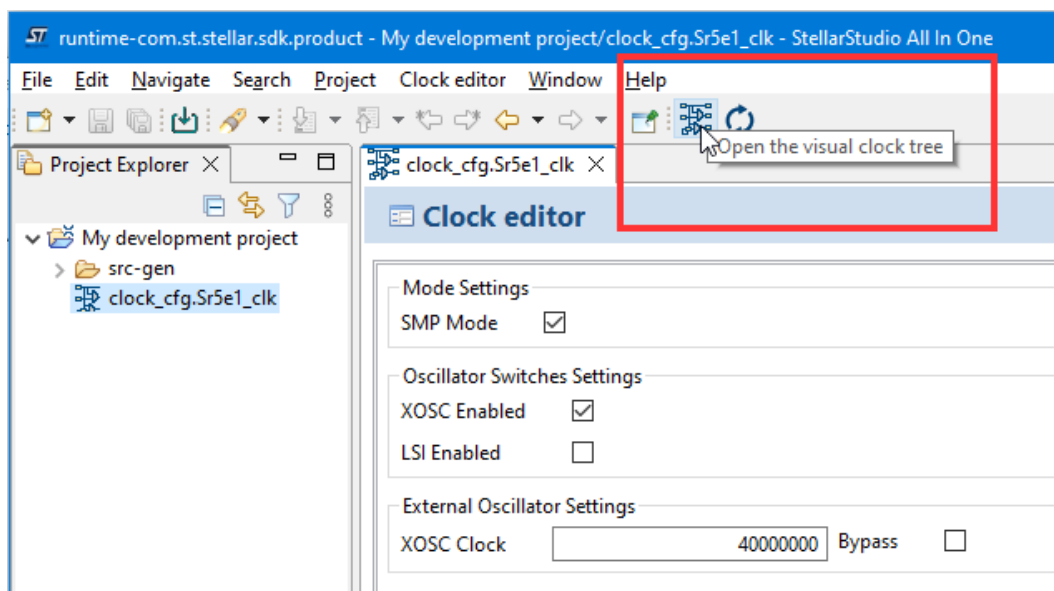 ST runtime-com.st.stellar.sdk.product - My development project/clock_cfg.Sr5e1_clk - StellarStudio All In One
File Edit Navigate Search Project Clock editor Window Help
Open the visual clock tree
Project Explorer
clock_cfg.Sr5e1_clk
Clock editor
My development project
src-gen
clock_cfg.Sr5e1_clk
Mode Settings
SMP Mode
Oscillator Switches Settings
XOSC Enabled
LSI Enabled
External Oscillator Settings
XOSC Clock 40000000 Bypass